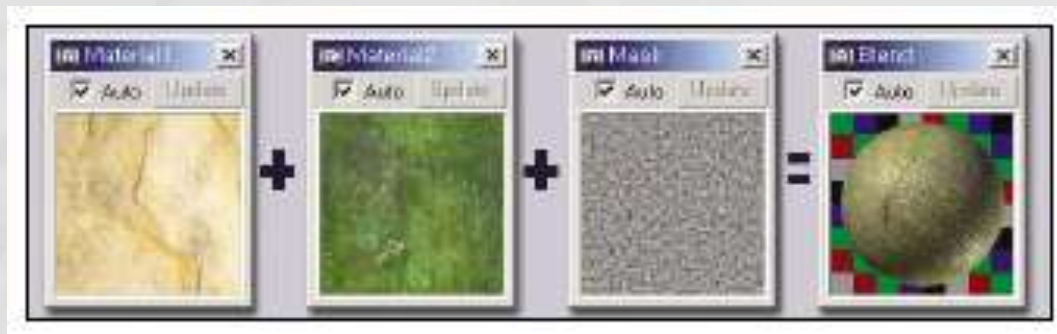 Material1
Auto Update
Material2
Auto Update
Mask
Auto Update
Blend
Auto Update